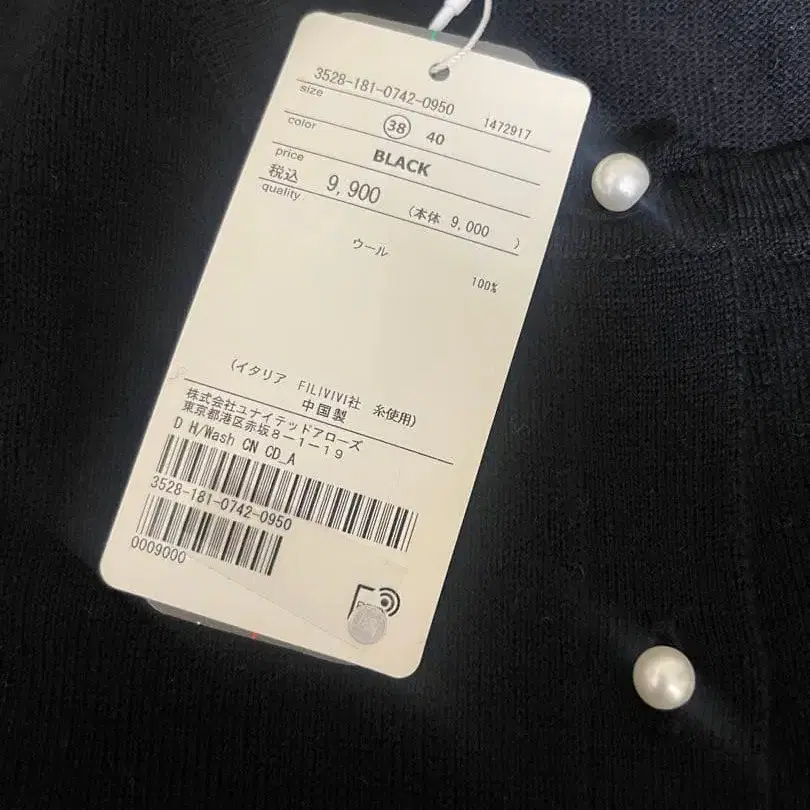 3528-181-0742-0950 1472917
size
38 40
color
BLACK
price
税込 9,900 (本体 9,000 )
quality
ウール
100%
(イタリア FILIVIVI社 糸使用)
中国製
株式会社ユナイテッドアローズ
東京都港区赤坂8-1-19
D H/Wash CN CD_A
3528-181-0742-0950
0009000